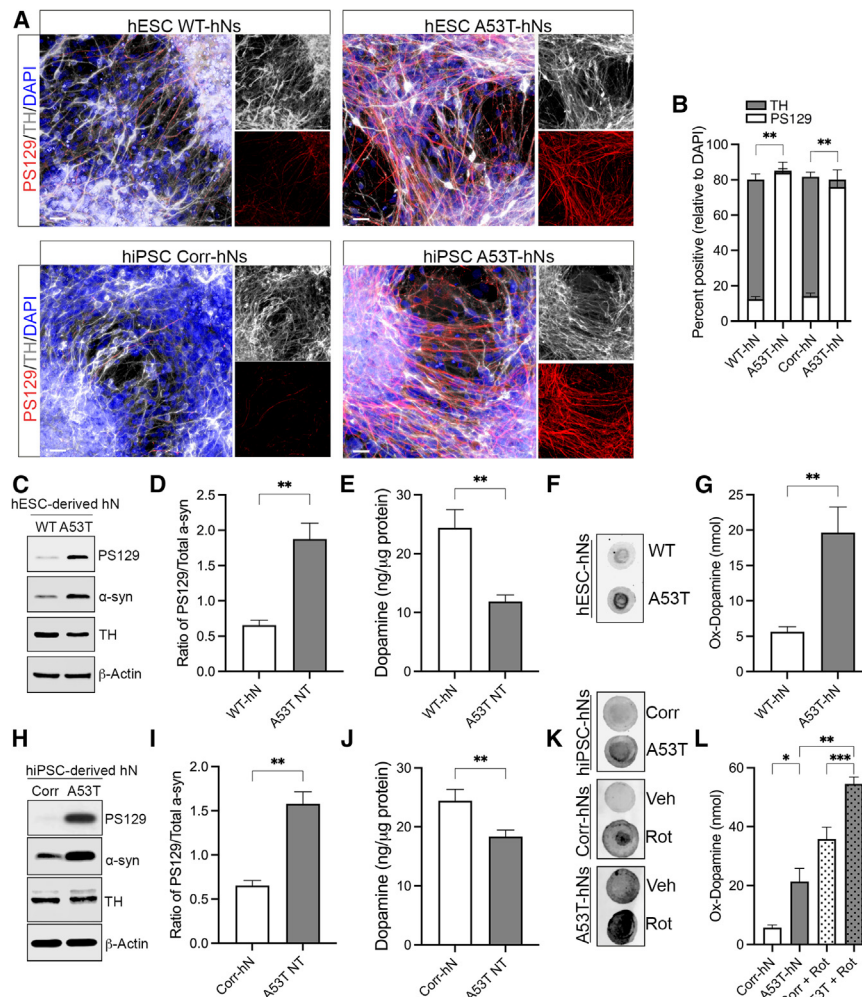 A
hESC WT-hNs
hESC A53T-hNs
PS129/TH/DAPI
hiPSC Corr-hNs
hiPSC A53T-hNs
PS129/TH/DAPI
B
TH
PS129
Percent positive (relative to DAPI)
100
80
60
40
20
0
**
**
WT-hN
A53T-hN
Corr-hN
A53T-hN
C
hESC-derived hN
WT A53T
PS129
α-syn
TH
β-Actin
D
Ratio of PS129/Total a-syn
2.5
2.0
1.5
1.0
0.5
0.0
**
WT-hN
A53T NT
E
Dopamine (ng/μg protein)
30
20
10
0
**
WT-hN
A53T NT
F
hESC-hNs
WT
A53T
G
Ox-Dopamine (nmol)
25
20
15
10
5
0
**
WT-hN
A53T-hN
H
hiPSC-derived hN
Corr A53T
PS129
α-syn
TH
β-Actin
I
Ratio of PS129/Total a-syn
2.0
1.5
1.0
0.5
0.0
**
Corr-hN
A53T NT
J
Dopamine (ng/μg protein)
30
20
10
0
**
Corr-hN
A53T NT
K
hiPSC-hNs
Corr
A53T
Corr-hNs
Veh
Rot
A53T-hNs
Veh
Rot
L
Ox-Dopamine (nmol)
60
40
20
0
*
**
***
Corr-hN
A53T-hN
Corr + Rot
53T + Rot